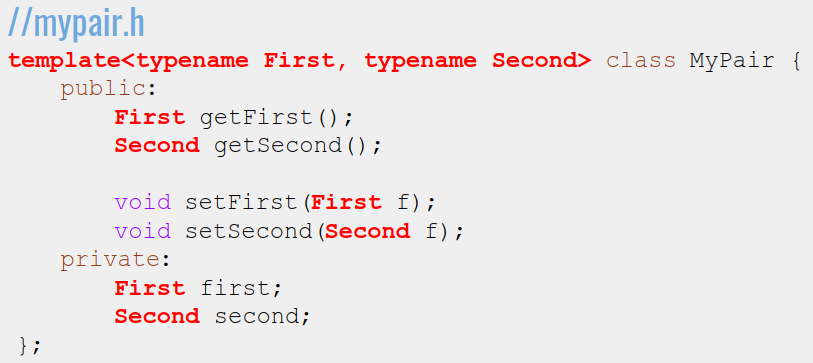 //mypair.h
template<typename First, typename Second> class MyPair {
public:
First getFirst();
Second getSecond();
void setFirst(First f);
void setSecond(Second f);
private:
First first;
Second second;
};